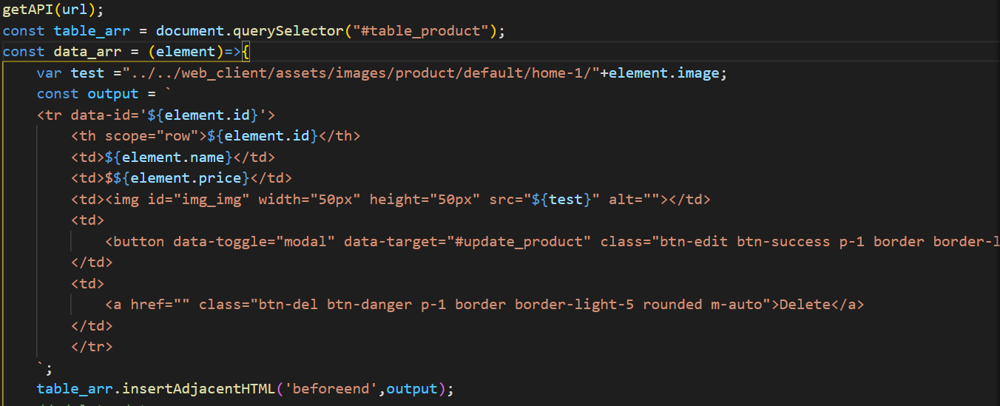 getAPI(url);
const table_arr = document.querySelector("#table_product");
const data_arr = (element)=>{
var test ="../../web_client/assets/images/product/default/home-1/"+element.image;
const output = `
<tr data-id='${element.id}'>
<th scope="row">${element.id}</th>
<td>${element.name}</td>
<td>$${element.price}</td>
<td><img id="img_img" width="50px" height="50px" src="${test}" alt=""></td>
<td>
<button data-toggle="modal" data-target="#update_product" class="btn-edit btn-success p-1 border border-l
</td>
<td>
<a href="" class="btn-del btn-danger p-1 border border-light-5 rounded m-auto">Delete</a>
</td>
</tr>
`;
table_arr.insertAdjacentHTML('beforeend',output);